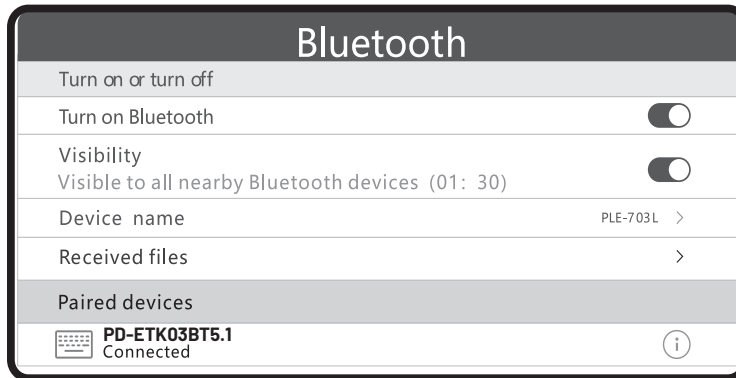 Bluetooth
Turn on or turn off
Turn on Bluetooth
Visibility
Visible to all nearby Bluetooth devices (01: 30)
Device name PLE-703L >
Received files >
Paired devices
PD-ETK03BT5.1
Connected i